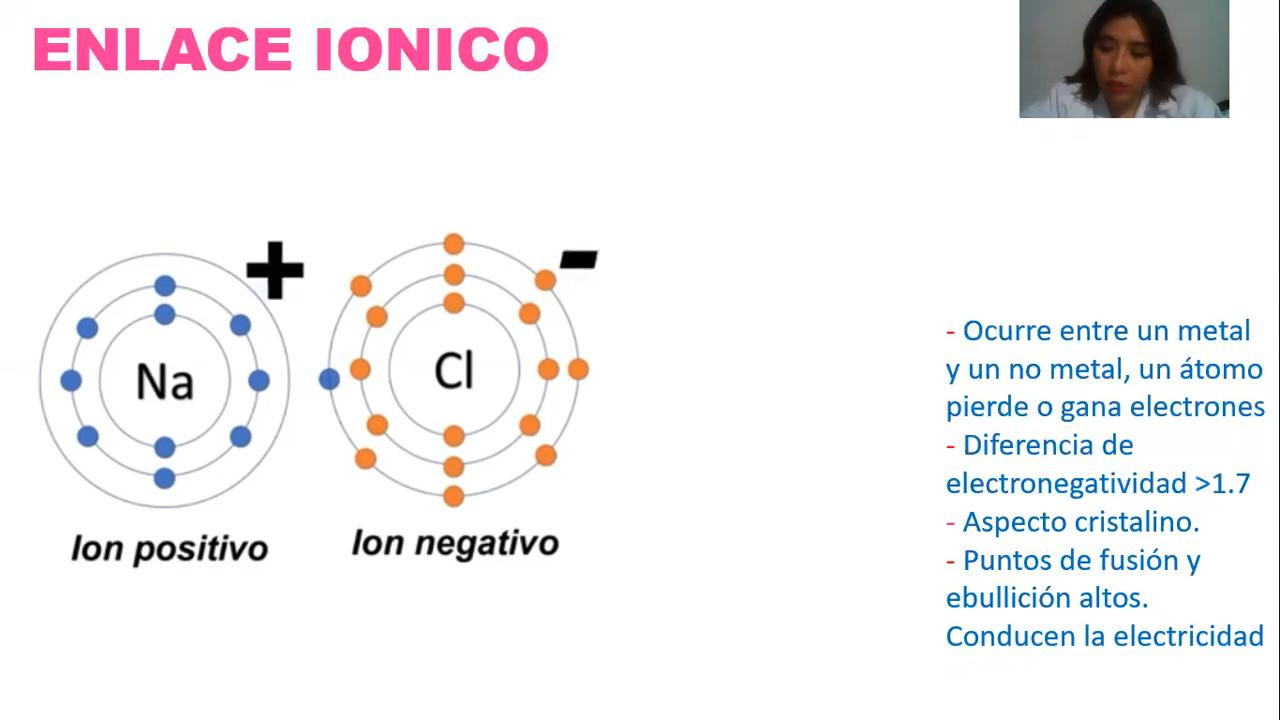 ENLACE IONICO
+
-
Na
Cl
Ion positivo
Ion negativo
- Ocurre entre un metal
y un no metal, un átomo
pierde o gana electrones
- Diferencia de
electronegatividad >1.7
- Aspecto cristalino.
- Puntos de fusión y
ebullición altos.
Conducen la electricidad